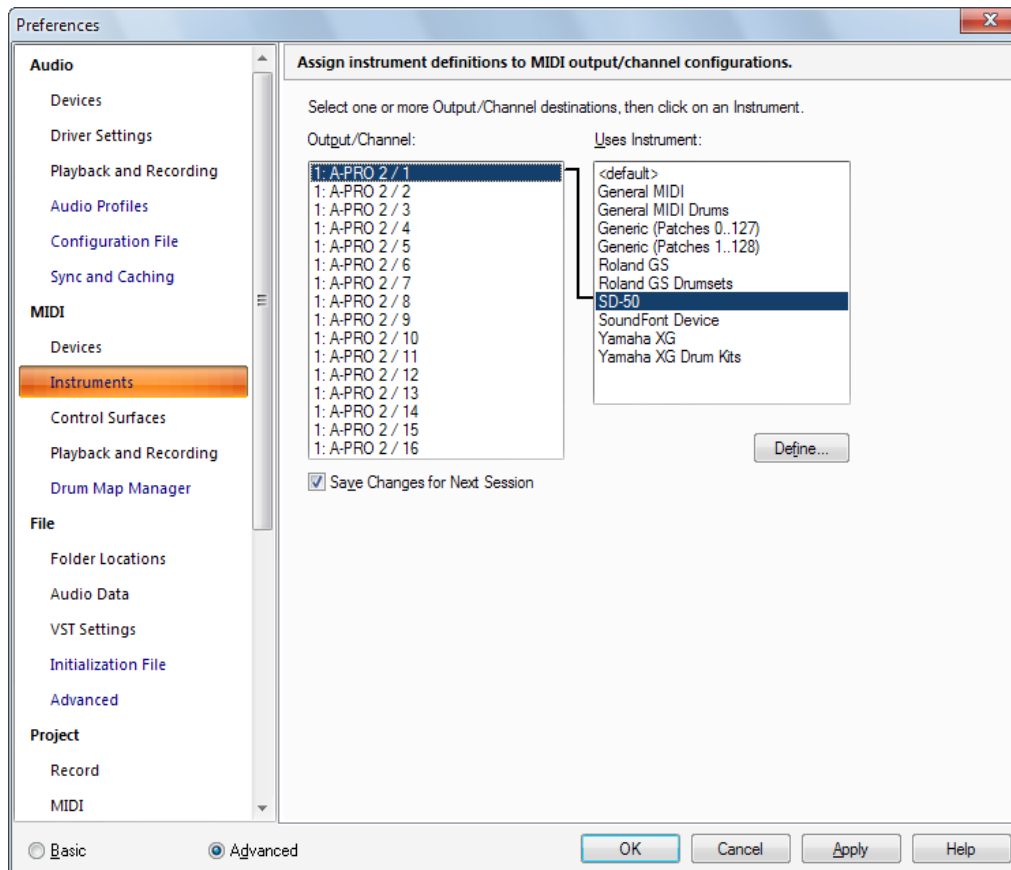 Preferences
Audio
Devices
Driver Settings
Playback and Recording
Audio Profiles
Configuration File
Sync and Caching
MIDI
Devices
Instruments
Control Surfaces
Playback and Recording
Drum Map Manager
File
Folder Locations
Audio Data
VST Settings
Initialization File
Advanced
Project
Record
MIDI
Basic
Advanced
Assign instrument definitions to MIDI output/channel configurations.
Select one or more Output/Channel destinations, then click on an Instrument.
Output/Channel:
1: A-PRO 2 / 1
1: A-PRO 2 / 2
1: A-PRO 2 / 3
1: A-PRO 2 / 4
1: A-PRO 2 / 5
1: A-PRO 2 / 6
1: A-PRO 2 / 7
1: A-PRO 2 / 8
1: A-PRO 2 / 9
1: A-PRO 2 / 10
1: A-PRO 2 / 11
1: A-PRO 2 / 12
1: A-PRO 2 / 13
1: A-PRO 2 / 14
1: A-PRO 2 / 15
1: A-PRO 2 / 16
Uses Instrument:
<default>
General MIDI
General MIDI Drums
Generic (Patches 0..127)
Generic (Patches 1..128)
Roland GS
Roland GS Drumsets
SD-50
SoundFont Device
Yamaha XG
Yamaha XG Drum Kits
Define...
Save Changes for Next Session
OK
Cancel
Apply
Help